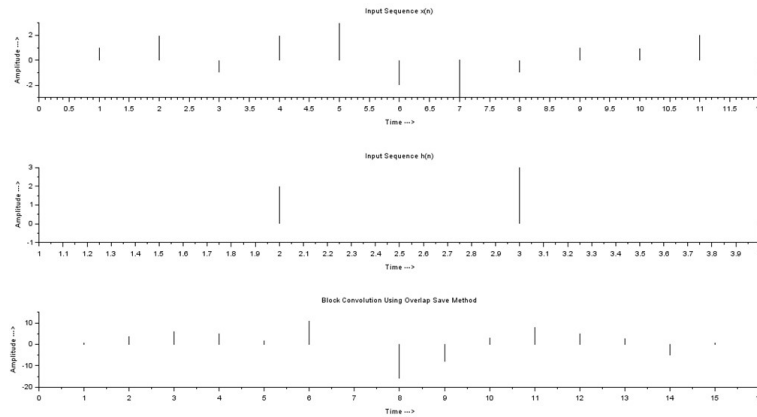 Input Sequence x(n)
Amplitude --->
2
0
-2
0 0.5 1 1.5 2 2.5 3 3.5 4 4.5 5 5.5 6 6.5 7 7.5 8 8.5 9 9.5 10 10.5 11 11.5
Time --->
Input Sequence h(n)
Amplitude --->
3
2
1
0
-1
1 1.1 1.2 1.3 1.4 1.5 1.6 1.7 1.8 1.9 2 2.1 2.2 2.3 2.4 2.5 2.6 2.7 2.8 2.9 3 3.1 3.2 3.3 3.4 3.5 3.6 3.7 3.8 3.9
Time --->
Block Convolution Using Overlap Save Method
Amplitude --->
10
0
-10
-20
0 1 2 3 4 5 6 7 8 9 10 11 12 13 14 15
Time --->